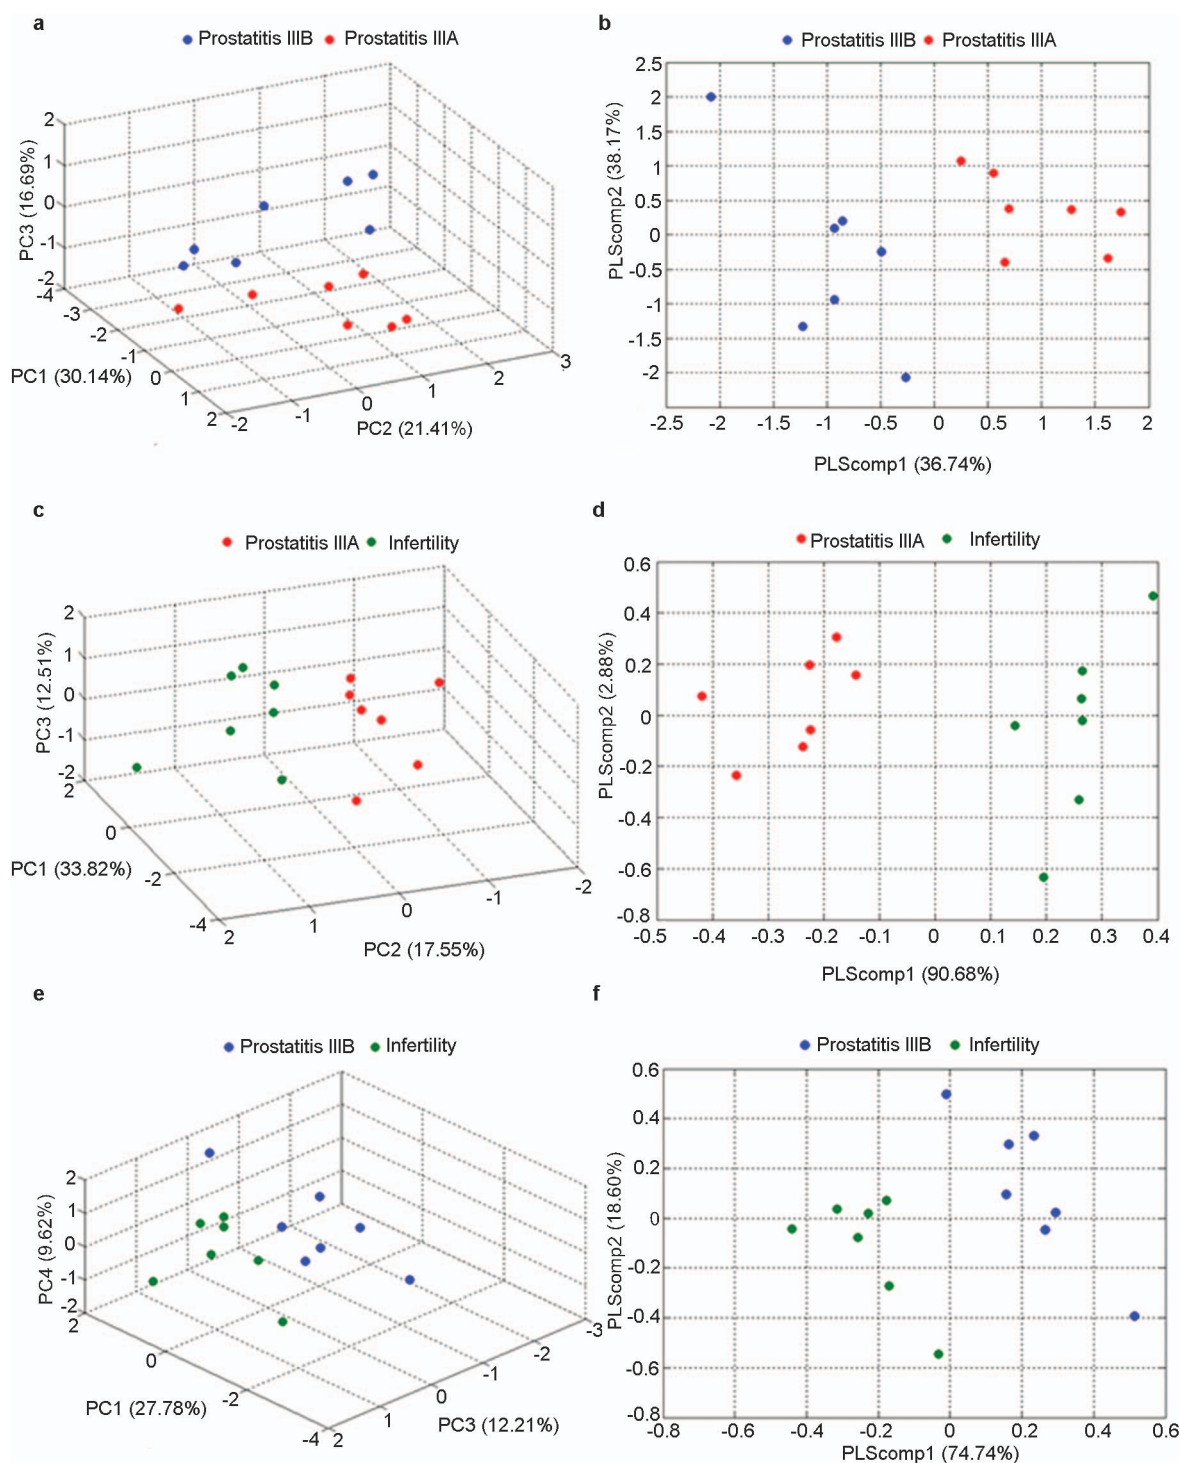 a
Prostatitis IIIB Prostatitis IIIA
2
1
0
-1
-2
PC3 (16.69%)
-4
-3
-2
-1
0
1
2
PC1 (30.14%)
-2
-1
0
1
2
3
PC2 (21.41%)
b
Prostatitis IIIB Prostatitis IIIA
2.5
2
1.5
1
0.5
0
-0.5
-1
-1.5
-2
PLScomp2 (38.17%)
-2.5 -2 -1.5 -1 -0.5 0 0.5 1 1.5 2
PLScomp1 (36.74%)
c
Prostatitis IIIA Infertility
2
1
0
-1
-2
PC3 (12.51%)
2
0
-2
-4
PC1 (33.82%)
2
1
0
-1
-2
PC2 (17.55%)
d
Prostatitis IIIA Infertility
0.6
0.4
0.2
0
-0.2
-0.4
-0.6
-0.8
PLScomp2 (2.88%)
-0.5 -0.4 -0.3 -0.2 -0.1 0 0.1 0.2 0.3 0.4
PLScomp1 (90.68%)
e
Prostatitis IIIB Infertility
2
1
0
-1
-2
PC4 (9.62%)
2
0
-2
-4
PC1 (27.78%)
2
1
0
-1
-2
-3
PC3 (12.21%)
f
Prostatitis IIIB Infertility
0.6
0.4
0.2
0
-0.2
-0.4
-0.6
-0.8
PLScomp2 (18.60%)
-0.8 -0.6 -0.4 -0.2 0 0.2 0.4 0.6
PLScomp1 (74.74%)